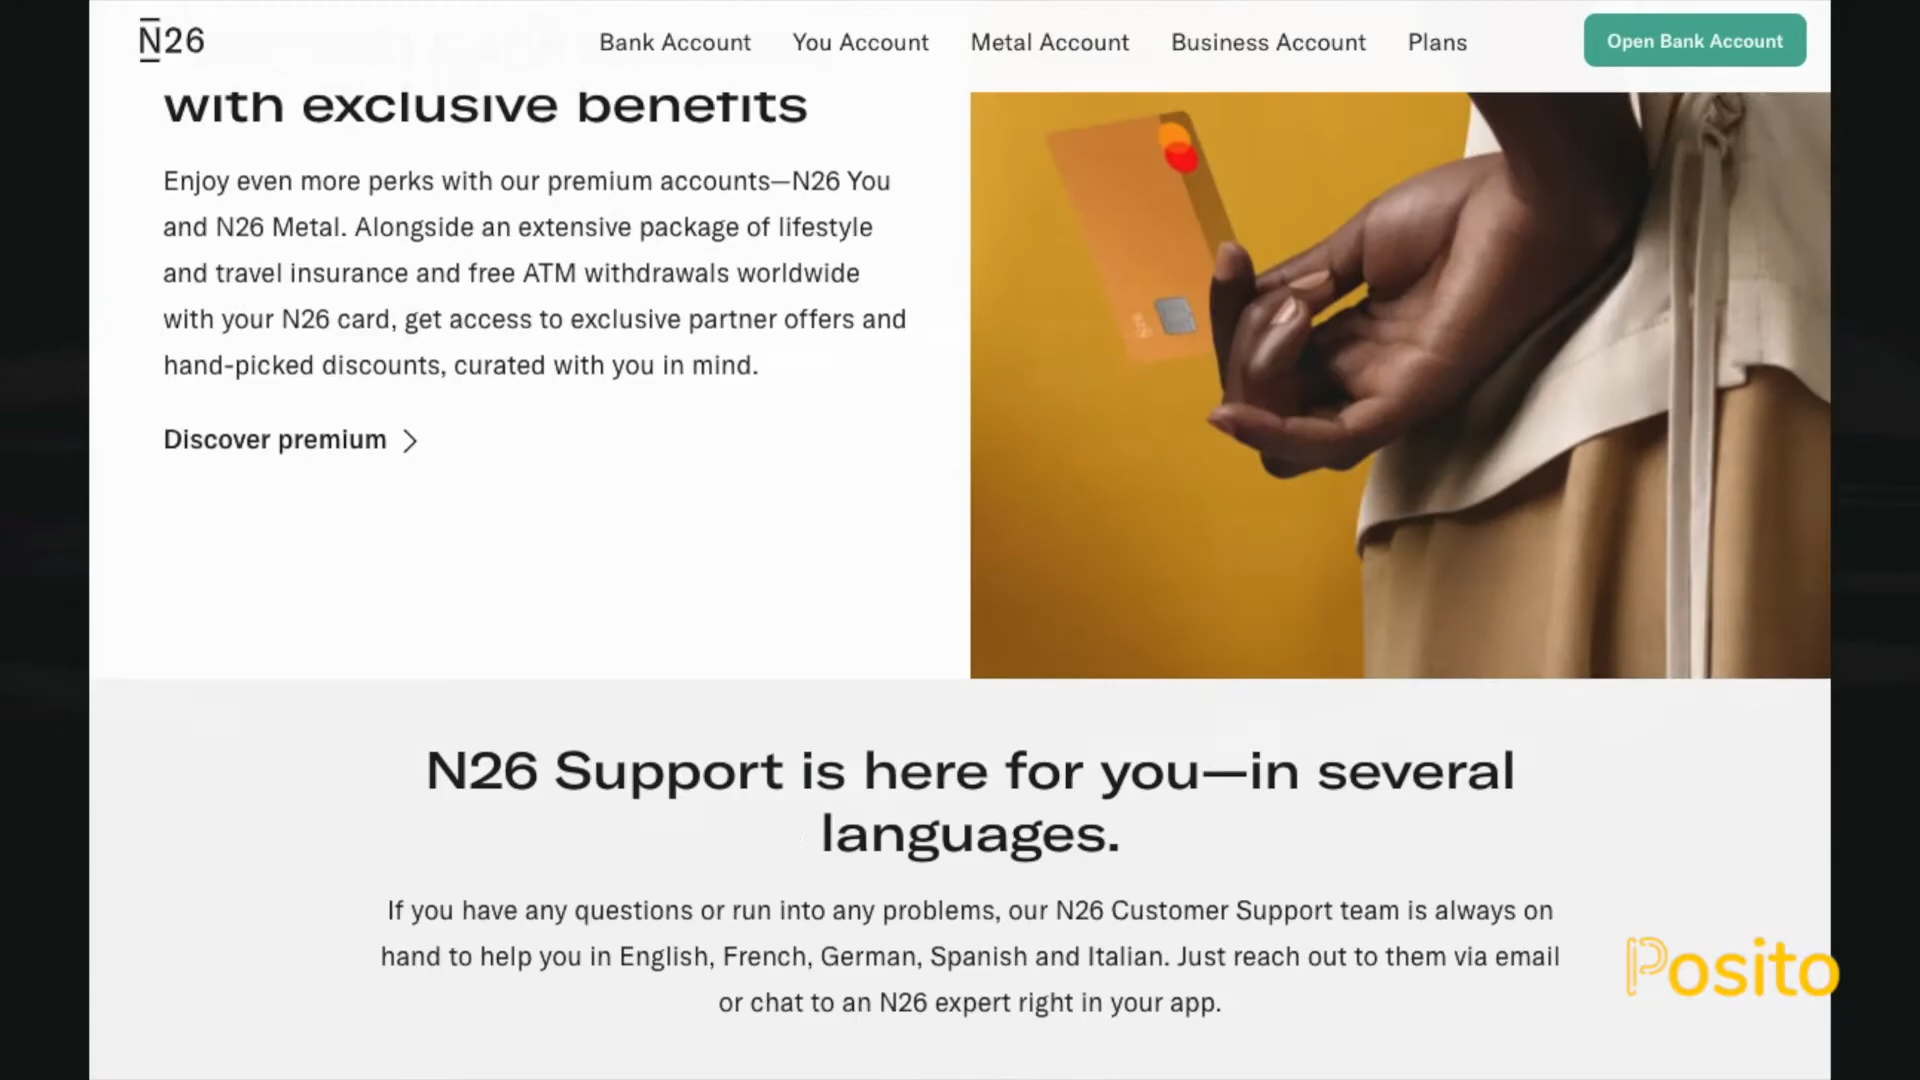 N26
Bank Account
You Account
Metal Account
Business Account
Plans
Open Bank Account
with exclusive benefits
Enjoy even more perks with our premium accounts—N26 You
and N26 Metal. Alongside an extensive package of lifestyle
and travel insurance and free ATM withdrawals worldwide
with your N26 card, get access to exclusive partner offers and
hand-picked discounts, curated with you in mind.
Discover premium
N26
N26 Support is here for you—in several
languages.
If you have any questions or run into any problems, our N26 Customer Support team is always on
hand to help you in English, French, German, Spanish and Italian. Just reach out to them via email
or chat to an N26 expert right in your app.
Posito